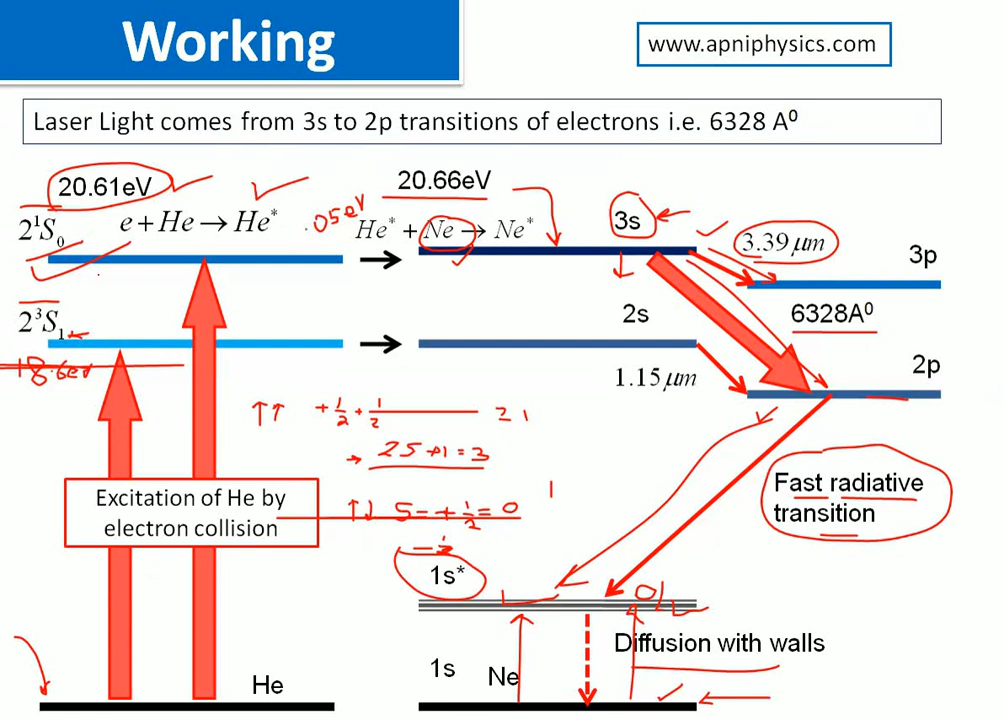 Working
www.apniphysics.com
Laser Light comes from 3s to 2p transitions of electrons i.e. 6328 A⁰
20.61eV
20.66eV
3s
2¹S₀
e + He → He*
.05eV
He* + Ne → Ne*
3.39 μm
3p
2³S₁
2s
6328A⁰
18.6ev
1.15 μm
2p
↑↑ +1/2 + 1/2
→ 2S+1 = 3
Excitation of He by
electron collision
↑↓ S = +1/2 = 0
-1/2
Fast radiative
transition
1s*
Diffusion with walls
1s
Ne
He